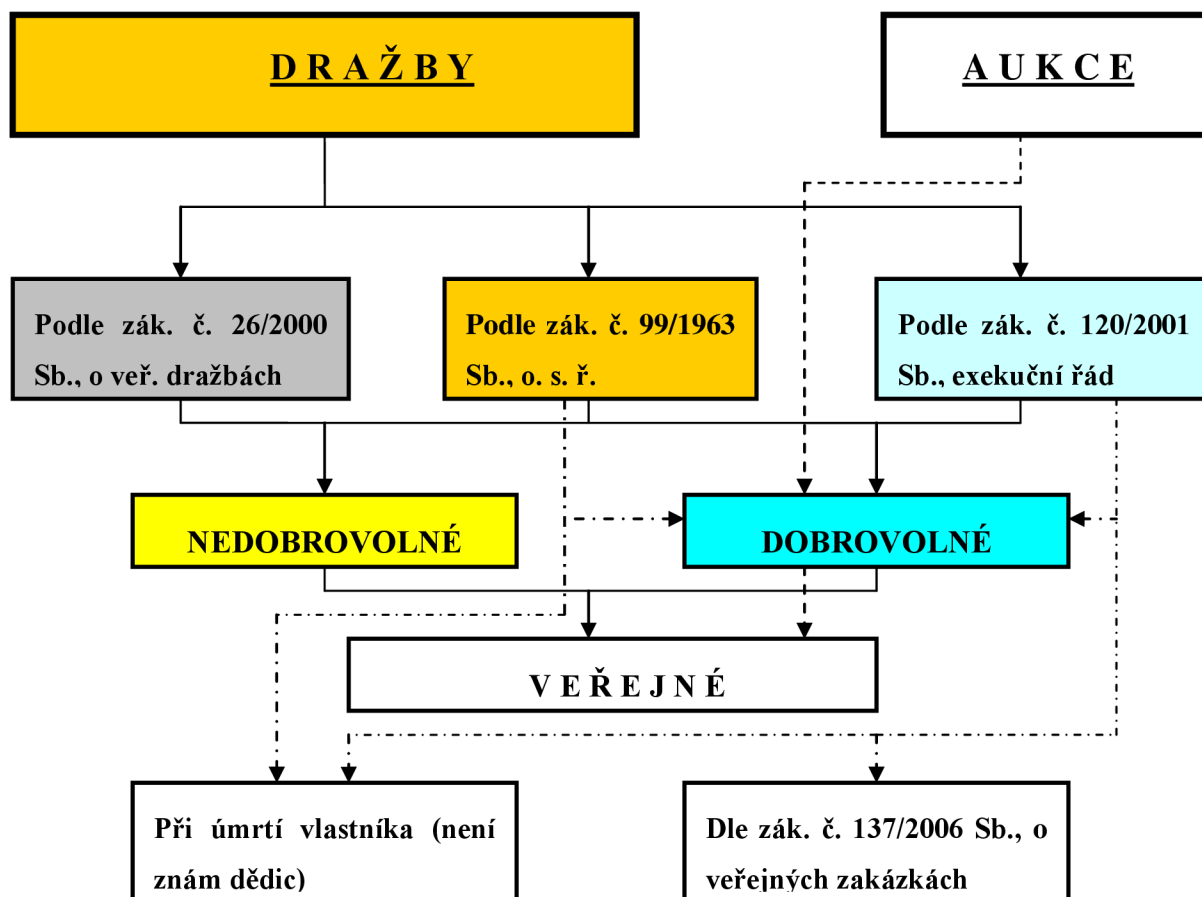 D R A Ž B Y
A U K C E
Podle zák. č. 26/2000
Sb., o veř. dražbách
Podle zák. č. 99/1963
Sb., o. s. ř.
Podle zák. č. 120/2001
Sb., exekuční řád
NEDOBROVOLNÉ
DOBROVOLNÉ
V E Ř E J N É
Při úmrtí vlastníka (není
znám dědic)
Dle zák. č. 137/2006 Sb., o
veřejných zakázkách